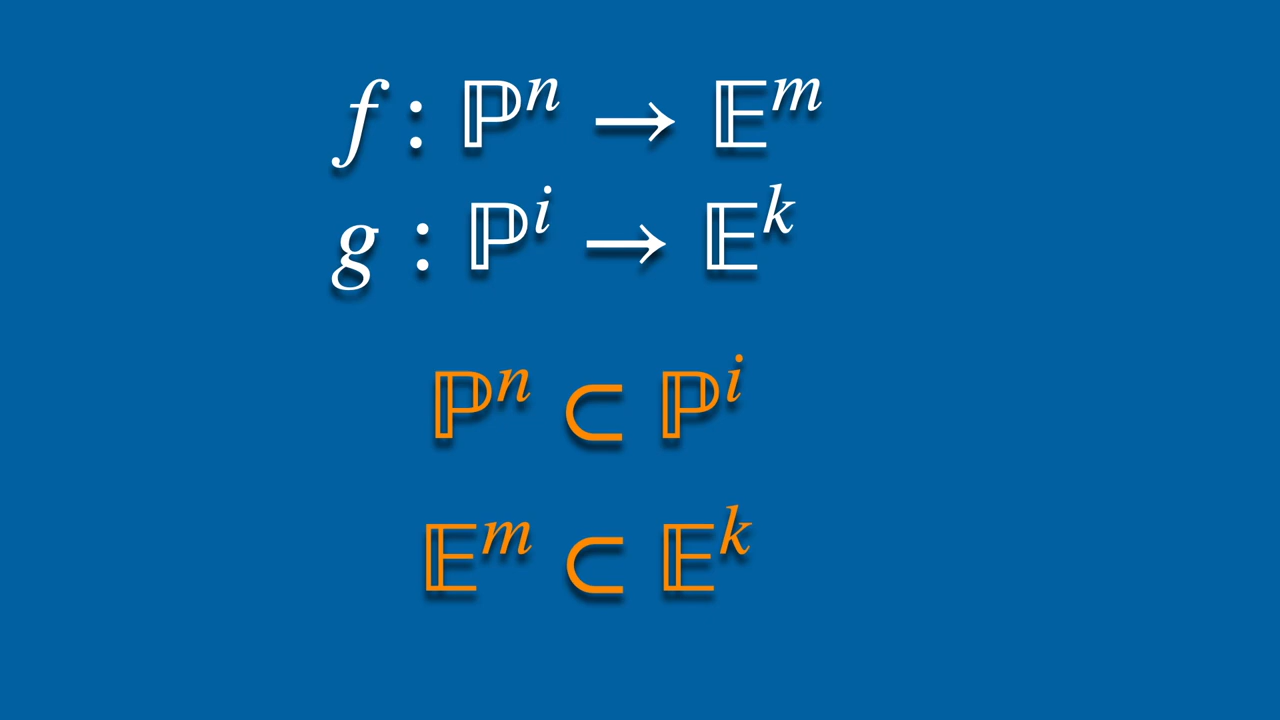 f : ℙⁿ → 𝔼ᵐ
g : ℙⁱ → 𝔼ᵏ
ℙⁿ ⊂ ℙⁱ
𝔼ᵐ ⊂ 𝔼ᵏ